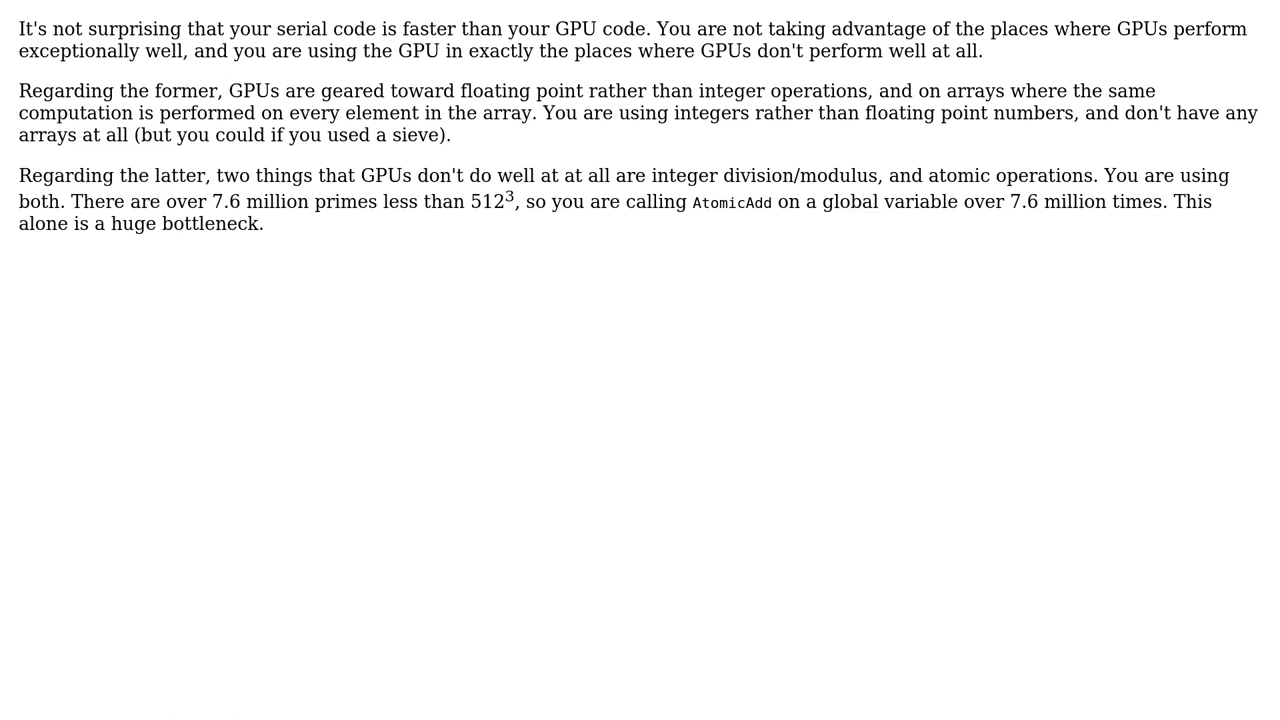 It's not surprising that your serial code is faster than your GPU code. You are not taking advantage of the places where GPUs perform
exceptionally well, and you are using the GPU in exactly the places where GPUs don't perform well at all.
Regarding the former, GPUs are geared toward floating point rather than integer operations, and on arrays where the same
computation is performed on every element in the array. You are using integers rather than floating point numbers, and don't have any
arrays at all (but you could if you used a sieve).
Regarding the latter, two things that GPUs don't do well at at all are integer division/modulus, and atomic operations. You are using
both. There are over 7.6 million primes less than 512³, so you are calling AtomicAdd on a global variable over 7.6 million times. This
alone is a huge bottleneck.